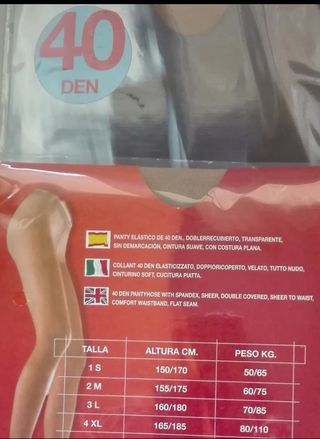 40
DEN
PANTY ELÁSTICO DE 40 DEN., DOBLERRECUBIERTO, TRANSPARENTE,
SIN DEMARCACIÓN, CINTURA SUAVE, CON COSTURA PLANA.
COLLANT 40 DEN ELASTICIZZATO, DOPPIORICOPERTO, VELATO, TUTTO NUDO,
CINTURINO SOFT, CUCITURA PIATTA.
40 DEN PANTYHOSE WITH SPANDEX, SHEER, DOUBLE COVERED, SHEER TO WAIST,
COMFORT WAISTBAND, FLAT SEAM.
TALLA ALTURA CM. PESO KG.
1 S 150/170 50/65
2 M 155/175 60/75
3 L 160/180 70/85
4 XL 165/185 80/110